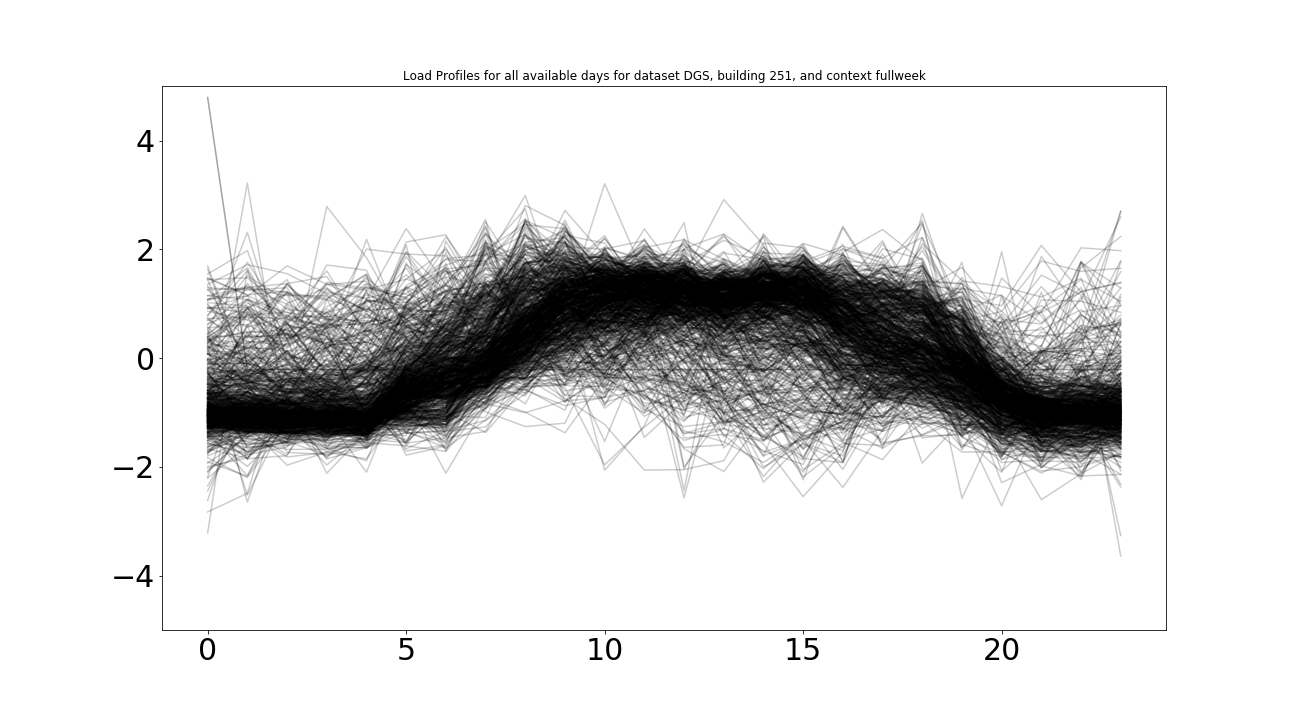 Load Profiles for all available days for dataset DGS, building 251, and context fullweek
4
2
0
−2
−4
0 5 10 15 20